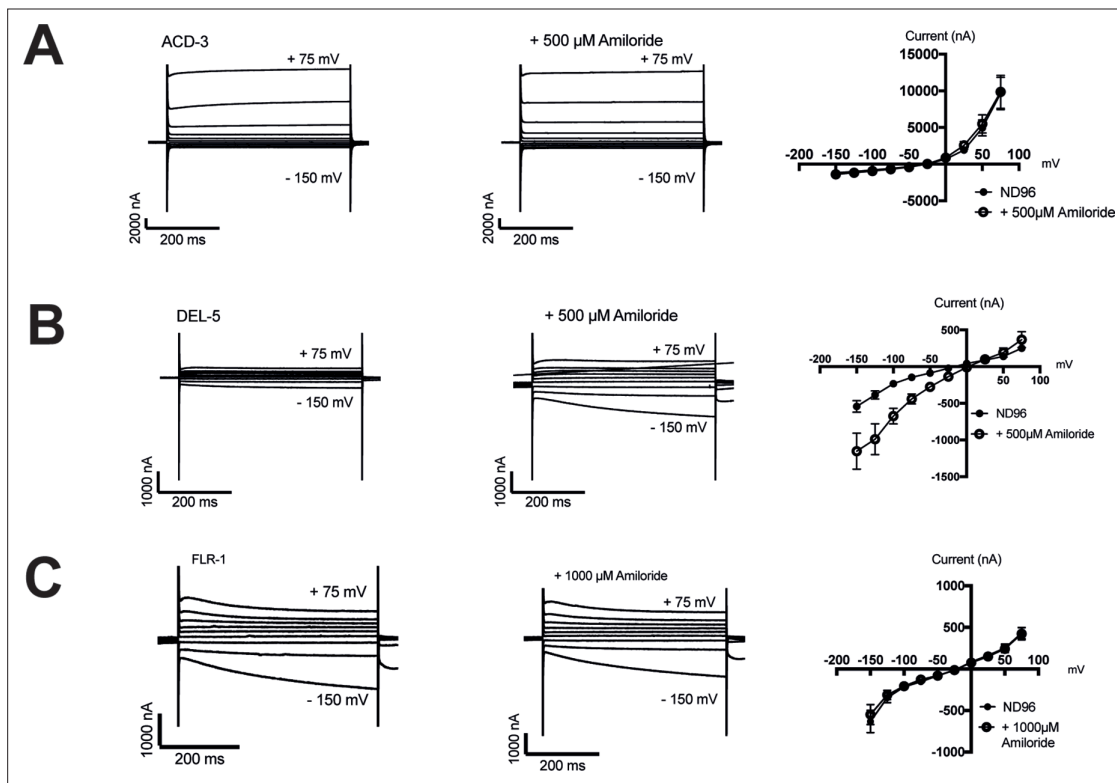 A
ACD-3
+ 75 mV
- 150 mV
2000 nA
200 ms
+ 500 µM Amiloride
+ 75 mV
- 150 mV
2000 nA
200 ms
Current (nA)
15000
10000
5000
-200 -150 -100 -50 50 100 mV
-5000
ND96
+ 500µM Amiloride
B
DEL-5
+ 75 mV
- 150 mV
1000 nA
200 ms
+ 500 µM Amiloride
+ 75 mV
- 150 mV
1000 nA
200 ms
Current (nA)
500
-200 -150 -100 -50 50 100 mV
-500
-1000
-1500
ND96
+ 500µM Amiloride
C
FLR-1
+ 75 mV
- 150 mV
1000 nA
200 ms
+ 1000 µM Amiloride
+ 75 mV
- 150 mV
1000 nA
200 ms
Current (nA)
1000
500
-200 -150 -100 -50 50 100 mV
-500
-1000
ND96
+ 1000µM
Amiloride